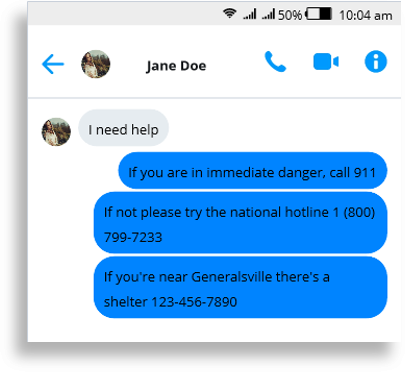 50% 10:04 am
Jane Doe
I need help
If you are in immediate danger, call 911
If not please try the national hotline 1 (800)
799-7233
If you're near Generalsville there's a
shelter 123-456-7890